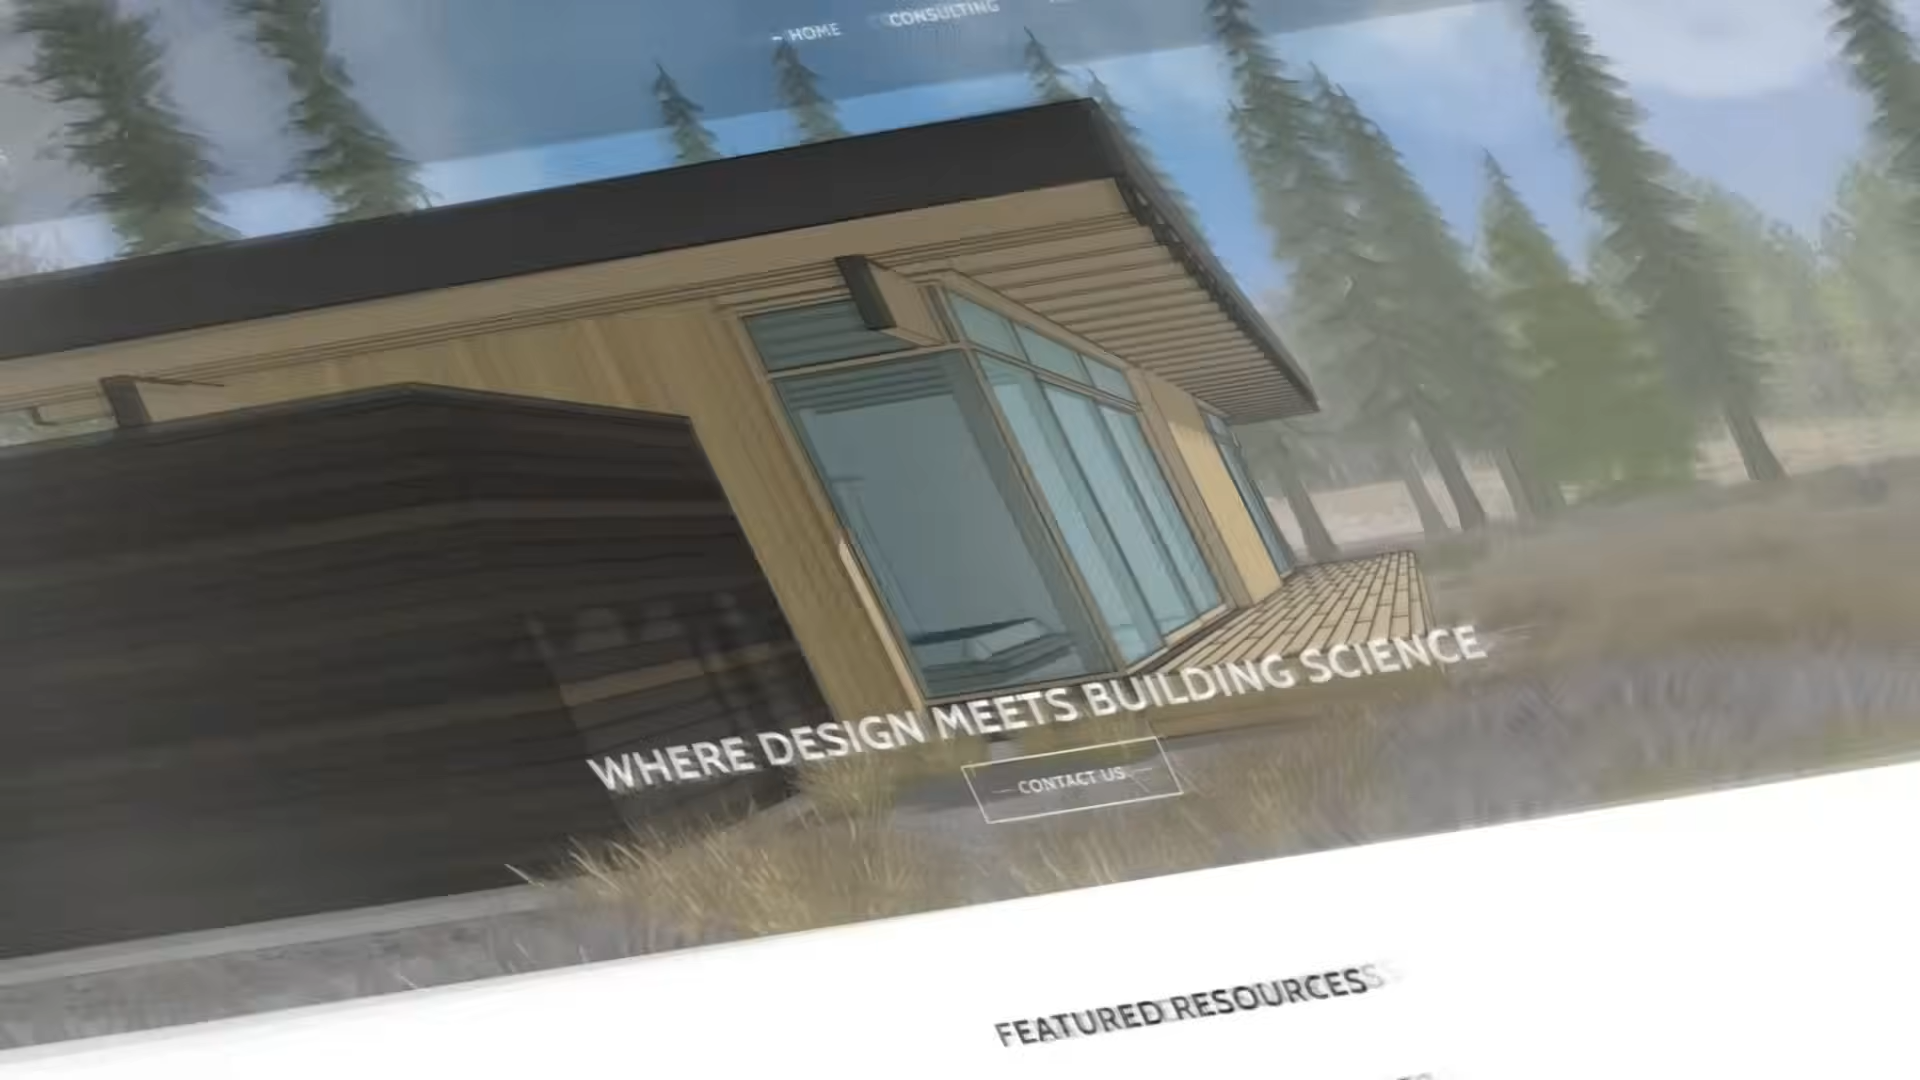 HOME CONSULTING
WHERE DESIGN MEETS BUILDING SCIENCE
CONTACT US
FEATURED RESOURCES